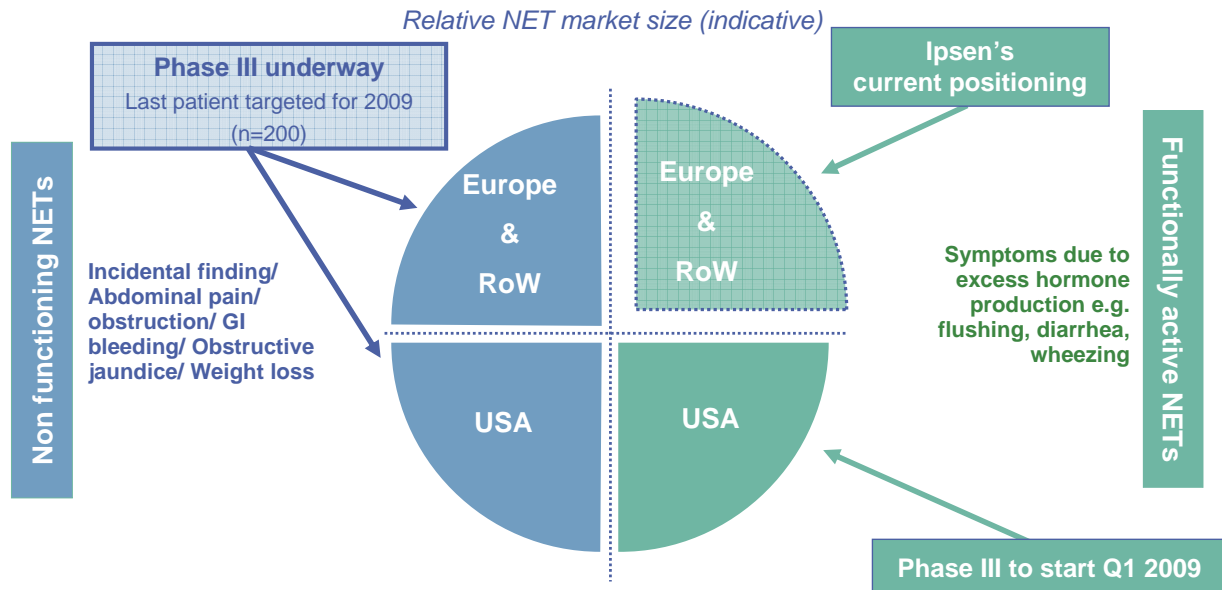 Relative NET market size (indicative)
Phase III underway
Last patient targeted for 2009
(n=200)
Ipsen's
current positioning
Non functioning NETs
Incidental finding/
Abdominal pain/
obstruction/ GI
bleeding/ Obstructive
jaundice/ Weight loss
Europe
&
RoW
Europe
&
RoW
Symptoms due to
excess hormone
production e.g.
flushing, diarrhea,
wheezing
Functionally active NETs
USA
USA
Phase III to start Q1 2009